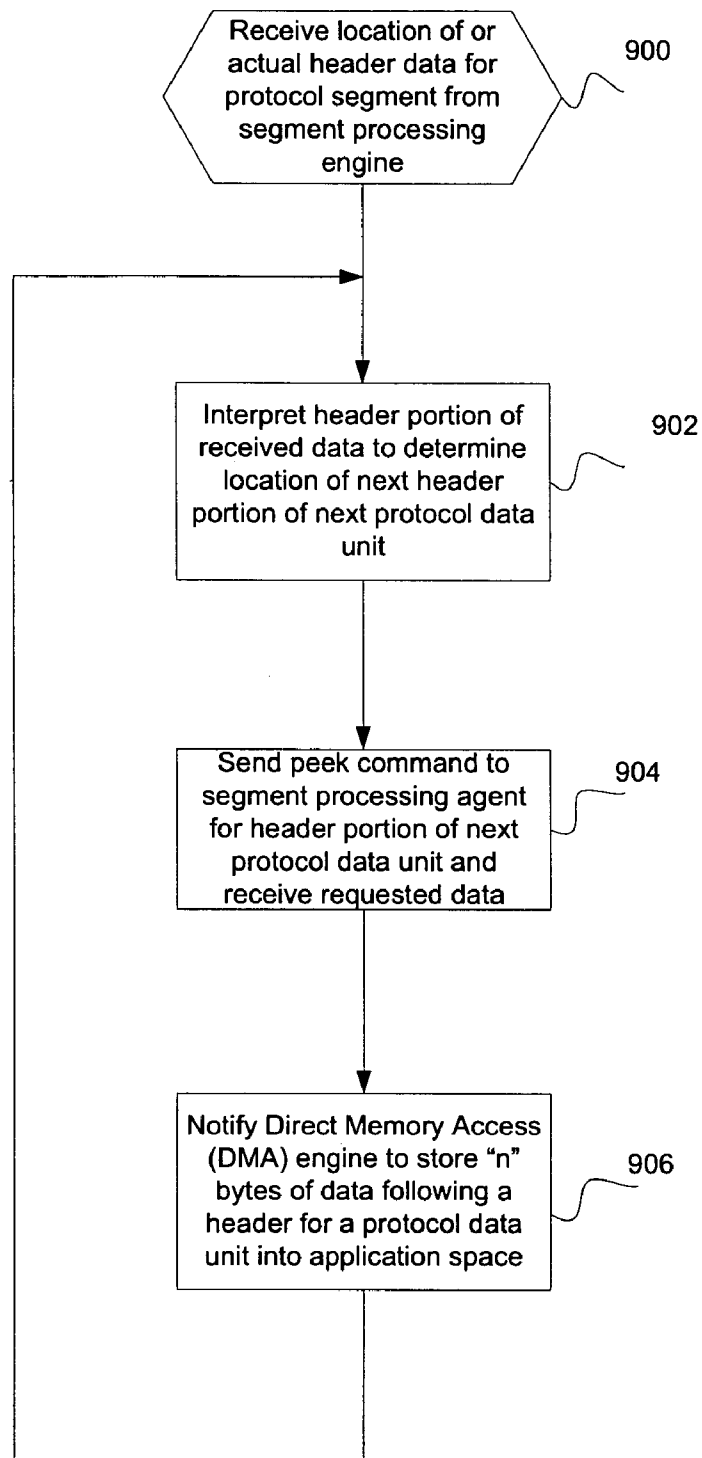 Receive location of or
actual header data for
protocol segment from
segment processing
engine
900
Interpret header portion of
received data to determine
location of next header
portion of next protocol data
unit
902
Send peek command to
segment processing agent
for header portion of next
protocol data unit and
receive requested data
904
Notify Direct Memory Access
(DMA) engine to store “n”
bytes of data following a
header for a protocol data
unit into application space
906